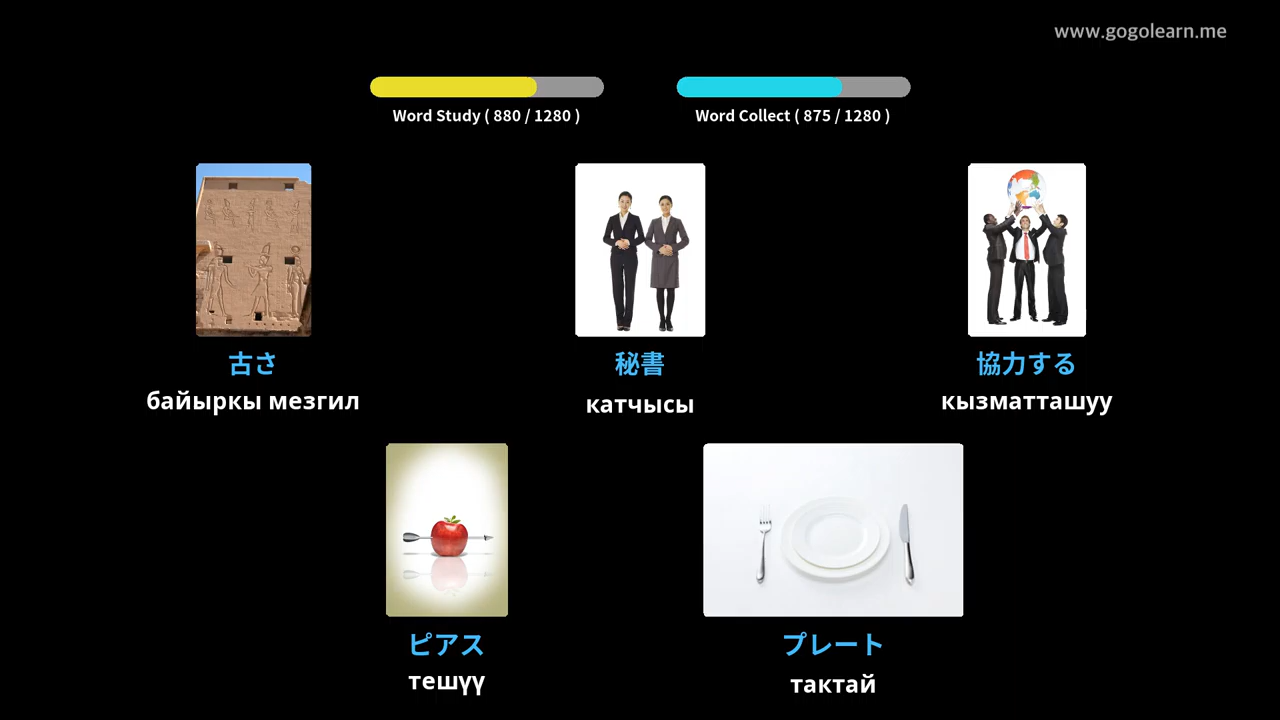 www.gogolearn.me
Word Study ( 880 / 1280 )
Word Collect ( 875 / 1280 )
古さ
байыркы мезгил
秘書
катчысы
協力する
кызматташуу
ピアス
тешүү
プレート
тактай